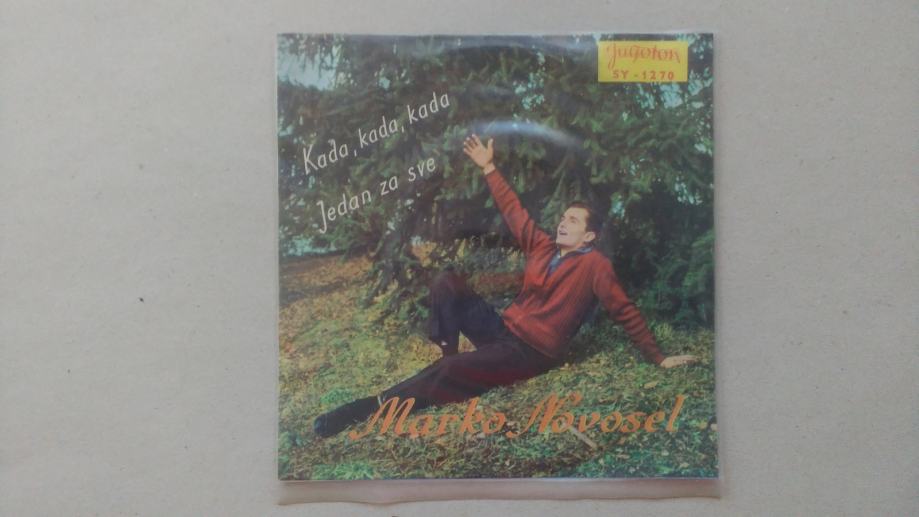 Jugoton
SY-1270
Kada, kada, kada
Jedan za sve
Marko Novosel